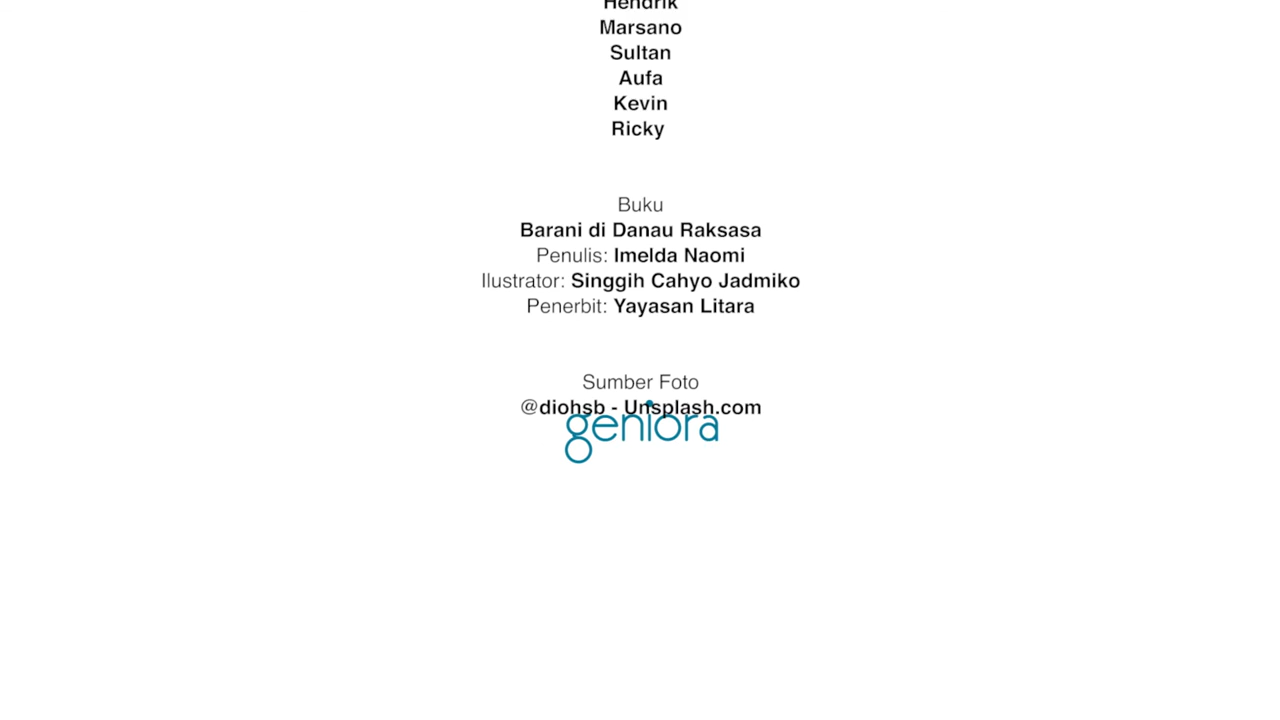 Hendrik
Marsano
Sultan
Aufa
Kevin
Ricky
Buku
Barani di Danau Raksasa
Penulis: Imelda Naomi
Ilustrator: Singgih Cahyo Jadmiko
Penerbit: Yayasan Litara
Sumber Foto
@diohsb - Unsplash.com
geniora